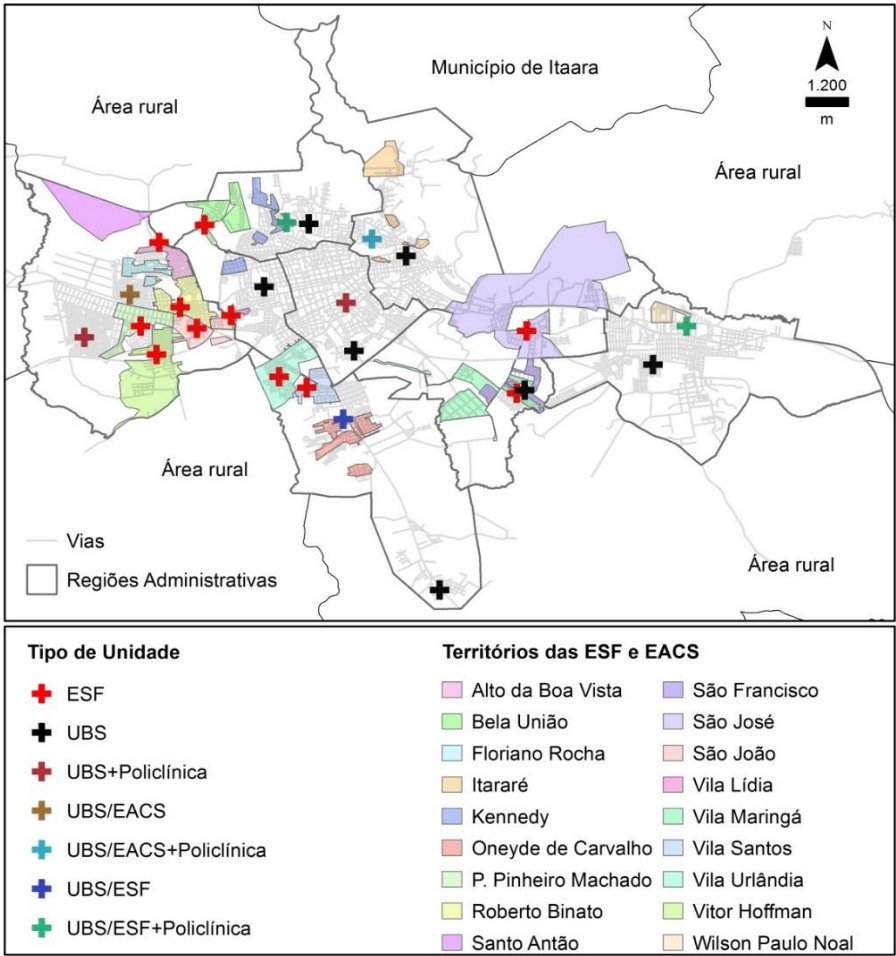 Município de Itaara
N
1.200
m
Área rural
Área rural
Área rural
Área rural
Vias
Regiões Administrativas
Tipo de Unidade
ESF
UBS
UBS+Policlínica
UBS/EACS
UBS/EACS+Policlínica
UBS/ESF
UBS/ESF+Policlínica
Territórios das ESF e EACS
Alto da Boa Vista
Bela União
Floriano Rocha
Itararé
Kennedy
Oneyde de Carvalho
P. Pinheiro Machado
Roberto Binato
Santo Antão
São Francisco
São José
São João
Vila Lídia
Vila Maringá
Vila Santos
Vila Urlândia
Vitor Hoffman
Wilson Paulo Noal